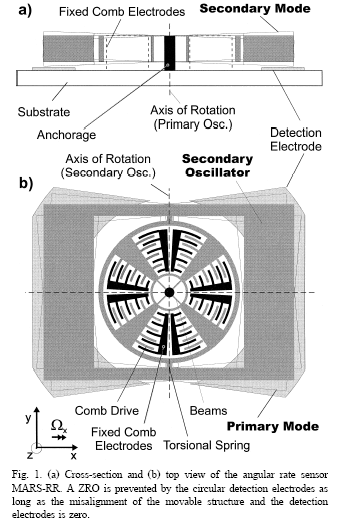 a)
Fixed Comb Electrodes
Secondary Mode
Substrate
Anchorage
Axis of Rotation
(Primary Osc.)
Detection
Electrode
Axis of Rotation
(Secondary Osc.)
Secondary
Oscillator
b)
Comb Drive
Beams
Fixed Comb
Electrodes
Torsional Spring
Primary Mode
y
Ωx
z
x
Fig. 1. (a) Cross-section and (b) top view of the angular rate sensor
MARS-RR. A ZRO is prevented by the circular detection electrodes as
long as the misalignment of the movable structure and the detection
electrodes is zero.